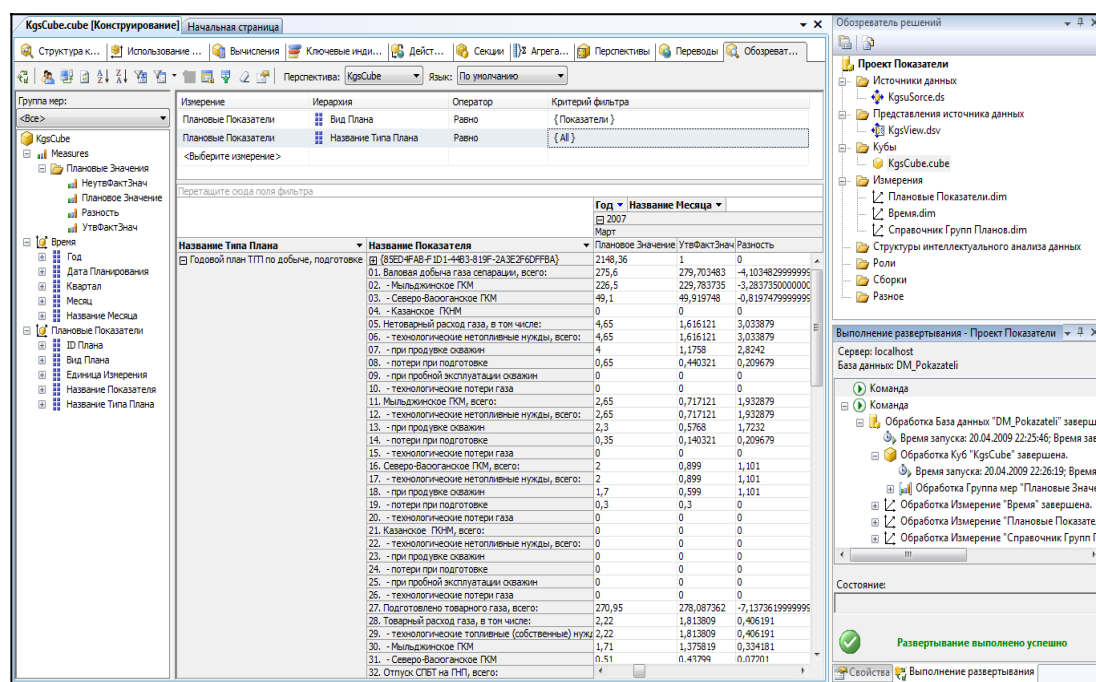 KgsCube.cube [Конструирование] Начальная страница
Структура к... Использование ... Вычисления Ключевые инди... Дейст... Секции Агрега... Перспективы Переводы Обозреват...
Перспектива: KgsCube Язык: По умолчанию
Группа мер:
<Все>
KgsCube
Measures
Плановые Значения
НеутвФактЗнач
Плановое Значение
Разность
УтвФактЗнач
Время
Год
Дата Планирования
Квартал
Месяц
Название Месяца
Плановые Показатели
ID Плана
Вид Плана
Единица Измерения
Название Показателя
Название Типа Плана
Измерение Иерархия Оператор Критерий фильтра
Плановые Показатели Вид Плана Равно { Показатели }
Плановые Показатели Название Типа Плана Равно { All }
<Выберите измерение>
Перетащите сюда поля фильтра
Год Название Месяца
2007
Март
Название Типа Плана Название Показателя Плановое Значение УтвФактЗнач Разность
Годовой план ТГП по добыче, подготовке {85ED4FAB-F1D1-44B3-819F-2A3E2F6DFFBA} 2148,36 1 0
01. Валовая добыча газа сепарации, всего: 275,6 279,703483 -4,1034829999999
02. - Мыльджинское ГКМ 226,5 229,783735 -3,2837350000000
03. - Северо-Васюганское ГКМ 49,1 49,919748 -0,8197479999999
04. - Казанское ГКНМ 0 0 0
05. Нетоварный расход газа, в том числе: 4,65 1,616121 3,033879
06. - технологические нетопливные нужды, всего: 4,65 1,616121 3,033879
07. - при продувке скважин 4 1,1758 2,8242
08. - потери при подготовке 0,65 0,440321 0,209679
09. - при пробной эксплуатации скважин 0 0 0
10. - технологические потери газа 0 0 0
11. Мыльджинское ГКМ, всего: 2,65 0,717121 1,932879
12. - технологические нетопливные нужды, всего: 2,65 0,717121 1,932879
13. - при продувке скважин 2,3 0,5768 1,7232
14. - потери при подготовке 0,35 0,140321 0,209679
15. - технологические потери газа 0 0 0
16. Северо-Васюганское ГКМ, всего: 2 0,899 1,101
17. - технологические нетопливные нужды, всего: 2 0,899 1,101
18. - при продувке скважин 1,7 0,599 1,101
19. - потери при подготовке 0,3 0,3 0
20. - технологические потери газа 0 0 0
21. Казанское ГКНМ, всего: 0 0 0
22. - технологические нетопливные нужды, всего: 0 0 0
23. - при продувке скважин 0 0 0
24. - потери при подготовке 0 0 0
25. - при пробной эксплуатации скважин 0 0 0
26. - технологические потери газа 0 0 0
27. Подготовлено товарного газа, всего: 270,95 278,087362 -7,1373619999999
28. Товарный расход газа, в том числе: 2,22 1,813809 0,406191
29. - технологические топливные (собственные) нужд 2,22 1,813809 0,406191
30. - Мыльджинское ГКМ 1,71 1,375819 0,334181
31. - Северо-Васюганское ГКМ 0,51 0,43799 0,07201
32. Отпуск СПБТ на ГНП, всего:
Обозреватель решений
Проект Показатели
Источники данных
KgsuSorce.ds
Представления источника данных
KgsView.dsv
Кубы
KgsCube.cube
Измерения
Плановые Показатели.dim
Время.dim
Справочник Групп Планов.dim
Структуры интеллектуального анализа данных
Роли
Сборки
Разное
Выполнение развертывания - Проект Показатели
Сервер: localhost
База данных: DM_Pokazateli
Команда
Команда
Обработка База данных "DM_Pokazateli" заверш
Время запуска: 20.04.2009 22:25:46; Время зав
Обработка Куб "KgsCube" завершена.
Время запуска: 20.04.2009 22:26:19; Время
Обработка Группа мер "Плановые Значе
Обработка Измерение "Время" завершена.
Обработка Измерение "Плановые Показате
Обработка Измерение "Справочник Групп П
Состояние:
Развертывание выполнено успешно
Свойства Выполнение развертывания